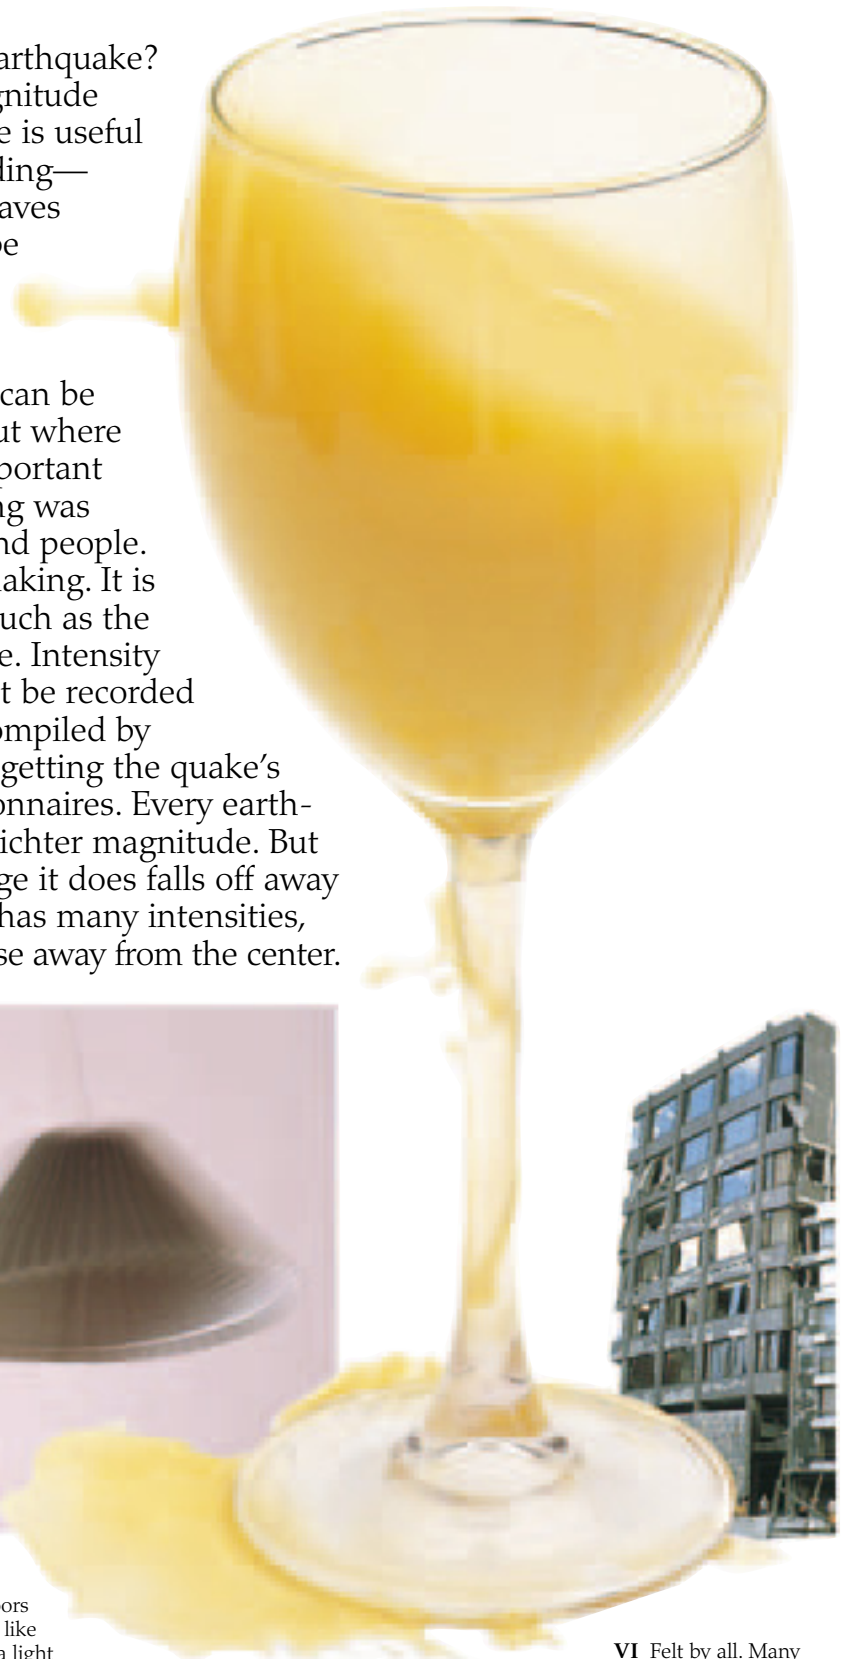 arthquake?
gnitude
e is useful
ding—
aves
be
can be
ut where
portant
ng was
nd people.
aking. It is
uch as the
e. Intensity
t be recorded
ompiled by
getting the quake's
onnaires. Every earth-
ichter magnitude. But
ge it does falls off away
has many intensities,
se away from the center.
ors
like
a light
VI Felt by all. Many